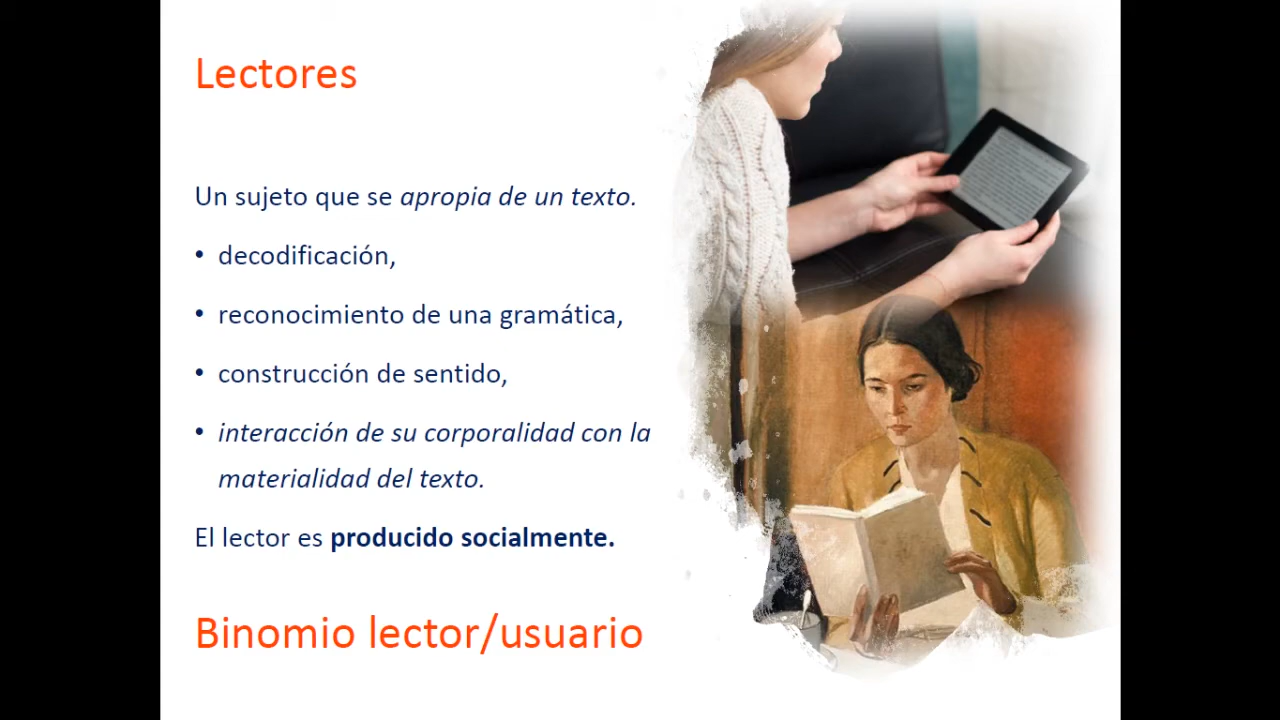 Lectores
Un sujeto que se apropia de un texto.
• decodificación,
• reconocimiento de una gramática,
• construcción de sentido,
• interacción de su corporalidad con la
materialidad del texto.
El lector es producido socialmente.
Binomio lector/usuario